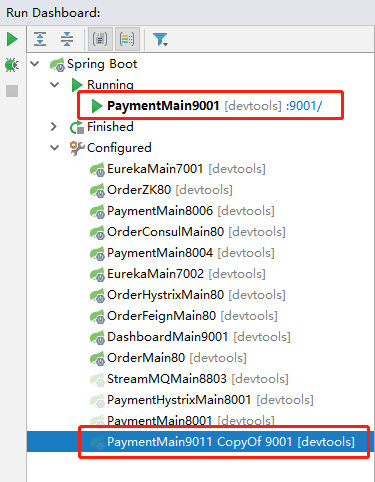 Run Dashboard:
Spring Boot
Running
PaymentMain9001 [devtools] :9001/
Finished
Configured
EurekaMain7001 [devtools]
OrderZK80 [devtools]
PaymentMain8006 [devtools]
OrderConsulMain80 [devtools]
PaymentMain8004 [devtools]
EurekaMain7002 [devtools]
OrderHystrixMain80 [devtools]
OrderFeignMain80 [devtools]
DashboardMain9001 [devtools]
OrderMain80 [devtools]
StreamMQMain8803 [devtools]
PaymentHystrixMain8001 [devtools]
PaymentMain8001 [devtools]
PaymentMain9011 CopyOf 9001 [devtools]